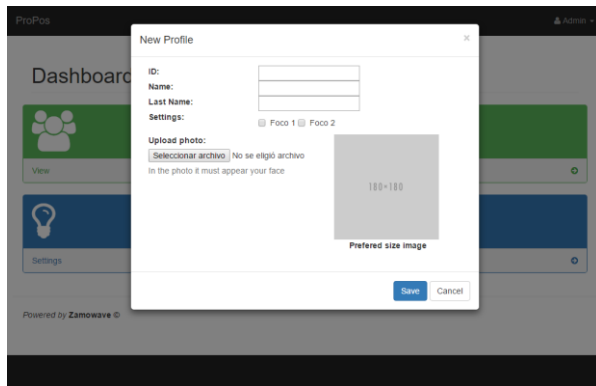 ProPos
Admin
New Profile
×
Dashboard
ID:
Name:
Last Name:
Settings:
Foco 1 Foco 2
Upload photo:
Seleccionar archivo No se eligió archivo
In the photo it must appear your face
180×180
Prefered size image
View
Settings
Save Cancel
Powered by Zamowave ©